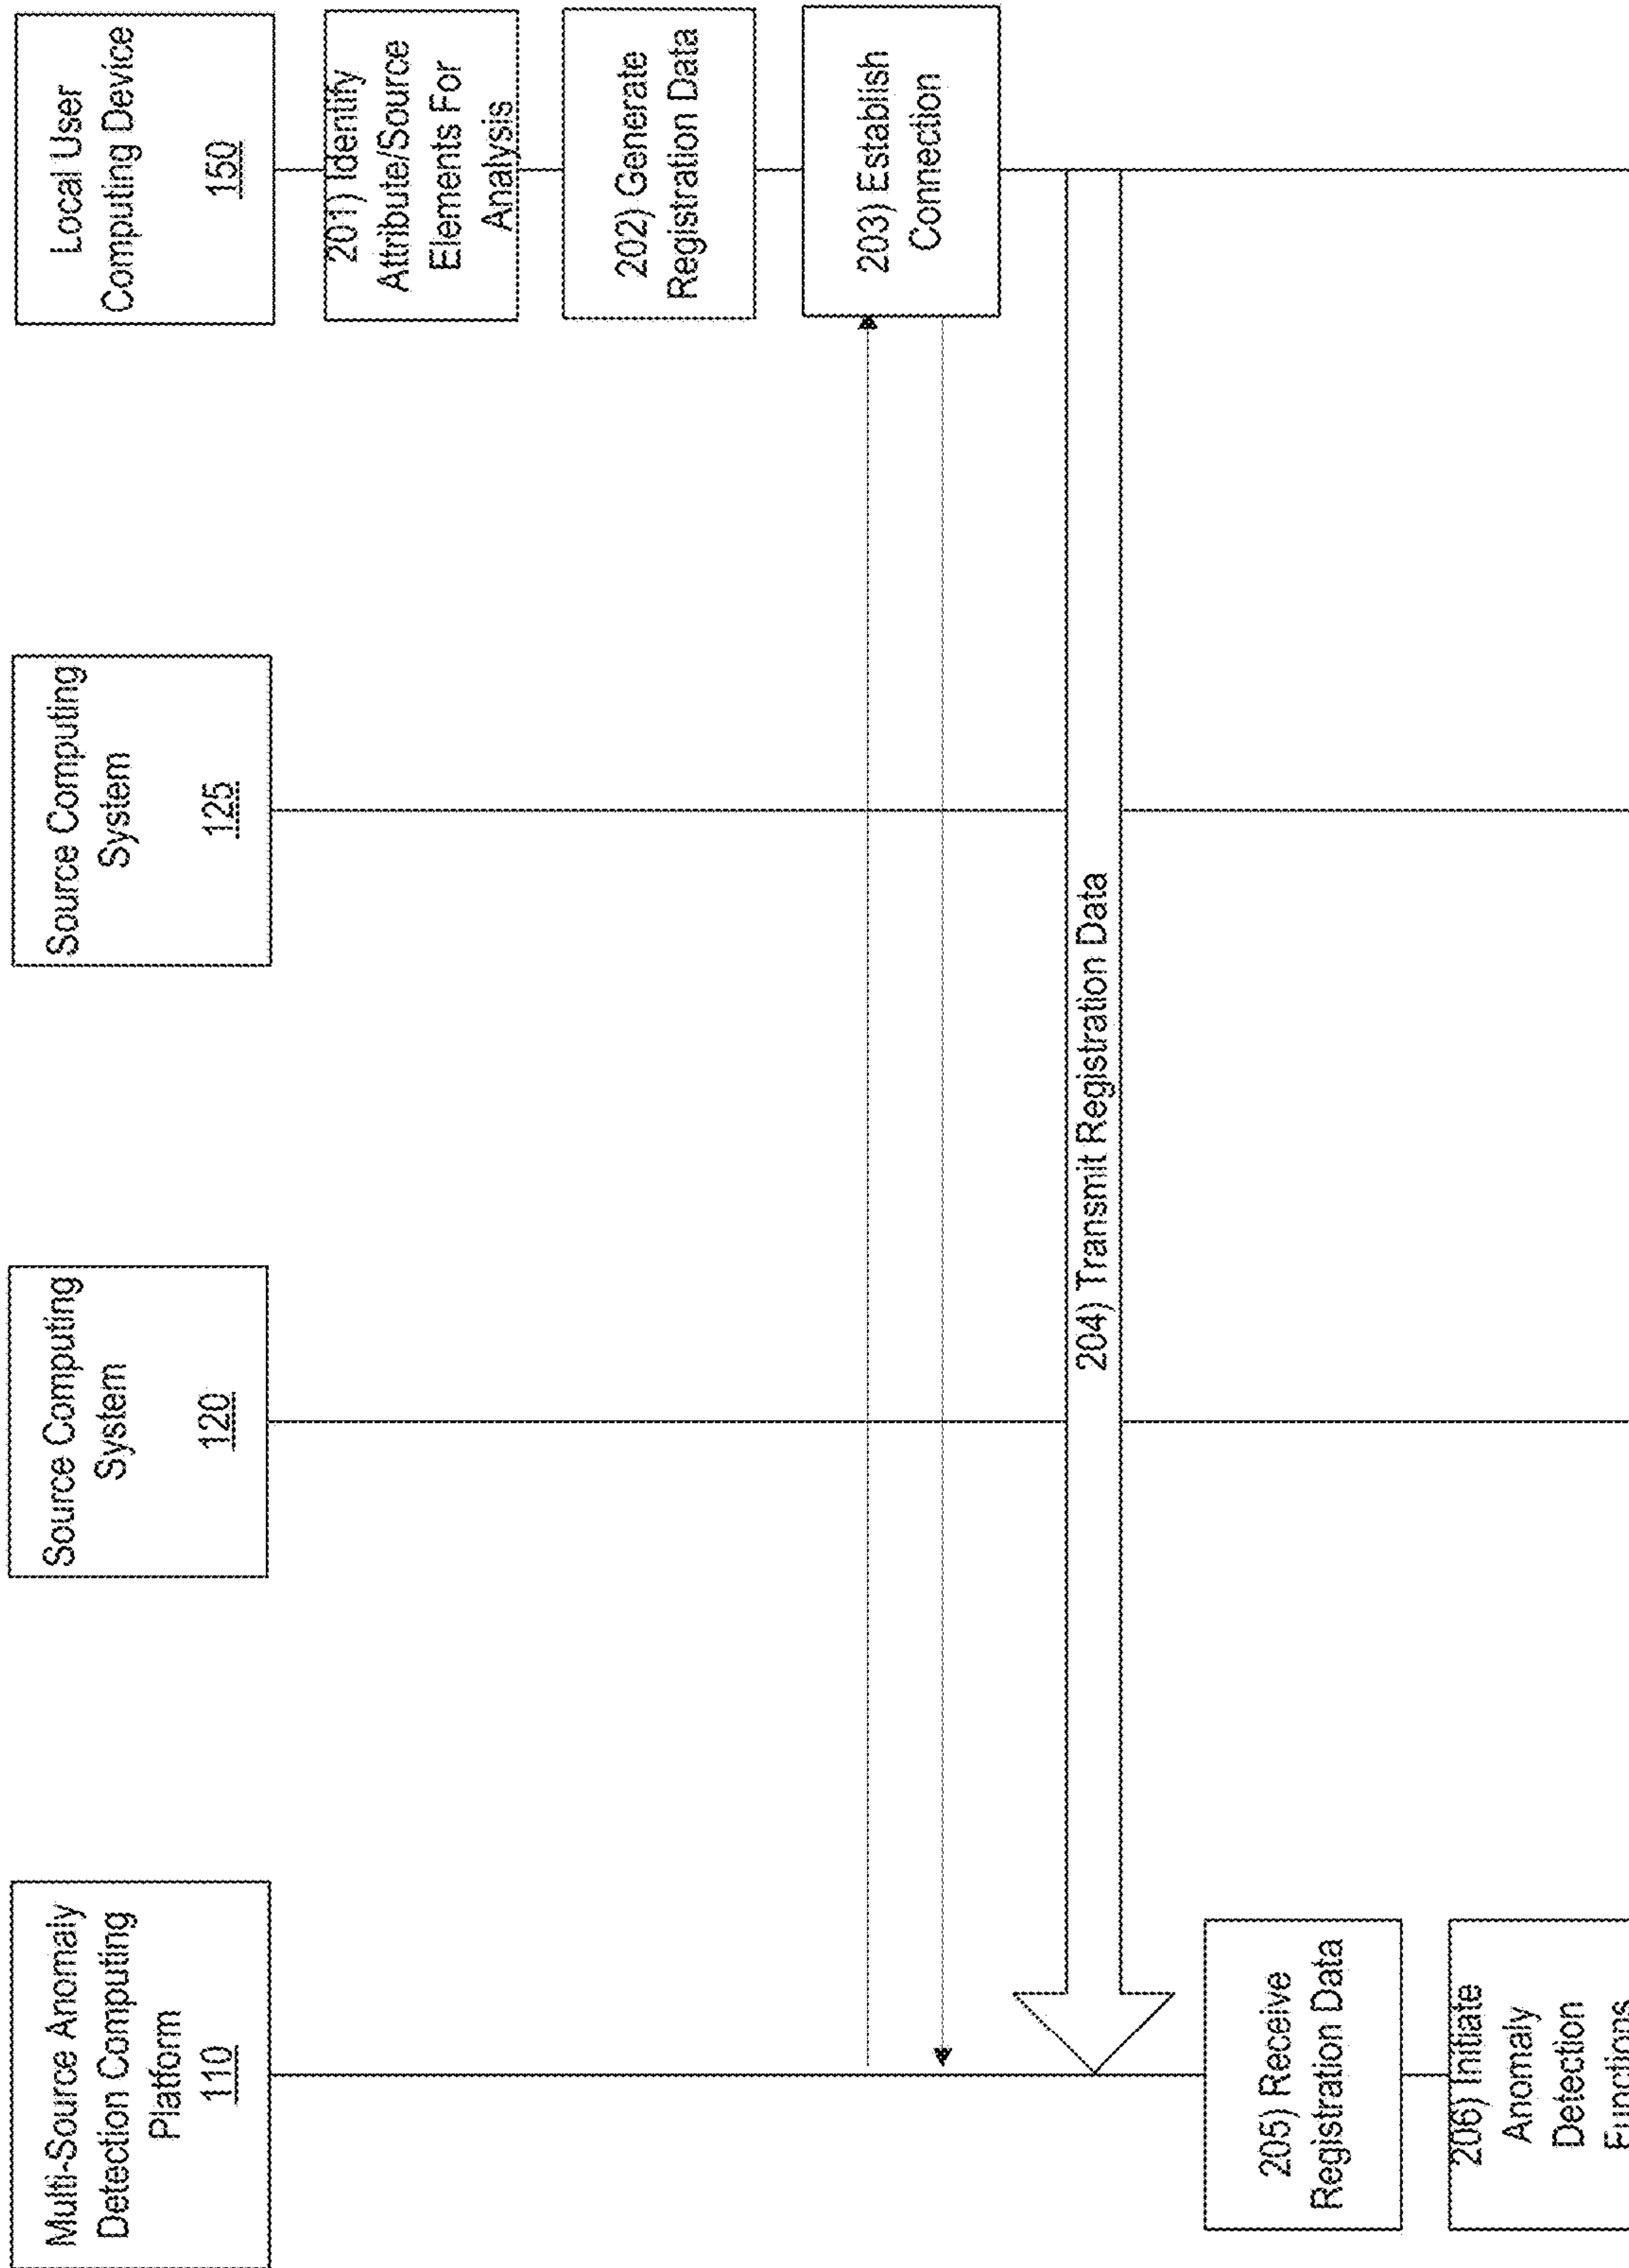 Multi-Source Anomaly
Detection Computing
Platform
110
Source Computing
System
120
Source Computing
System
125
Local User
Computing Device
150
201) Identify
Attribute/Source
Elements For
Analysis
202) Generate
Registration Data
203) Establish
Connection
204) Transmit Registration Data
205) Receive
Registration Data
206) Initiate
Anomaly
Detection
Functions